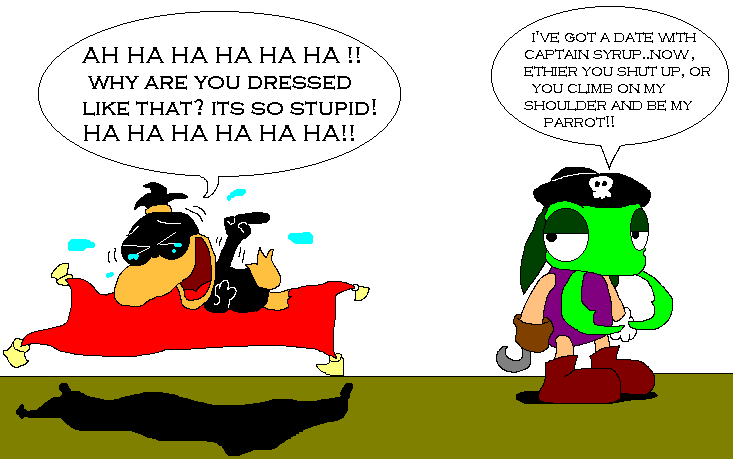 AH HA HA HA HA HA !!
WHY ARE YOU DRESSED
LIKE THAT? ITS SO STUPID!
HA HA HA HA HA HA!!
I'VE GOT A DATE WITH
CAPTAIN SYRUP..NOW,
ETHIER YOU SHUT UP, OR
YOU CLIMB ON MY
SHOULDER AND BE MY
PARROT!!